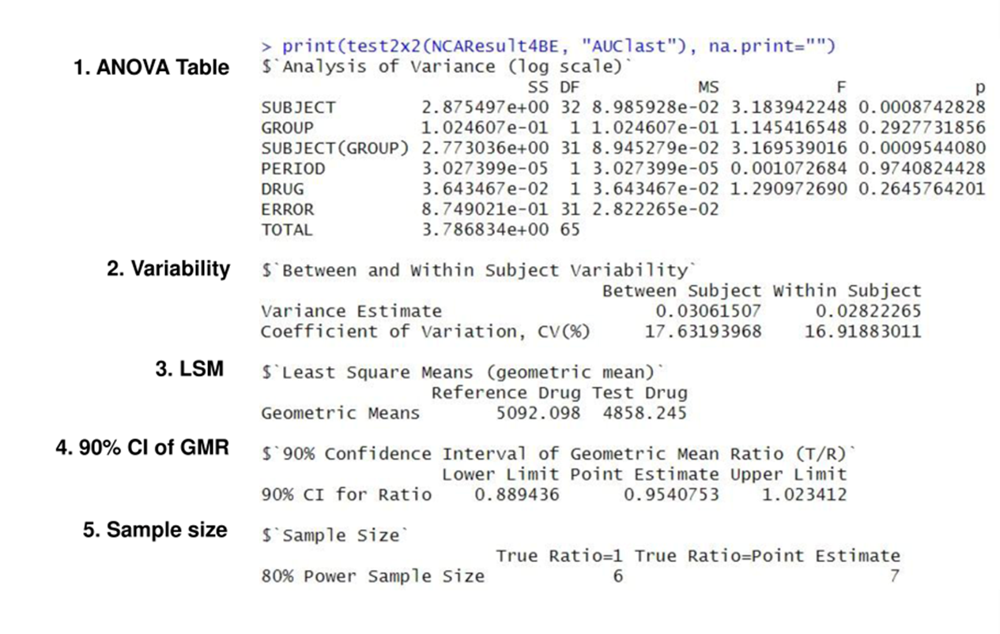 > print(test2x2(NCAResult4BE, "AUClast"), na.print="")
1. ANOVA Table $`Analysis of Variance (log scale)`
SS DF MS F p
SUBJECT 2.875497e+00 32 8.985928e-02 3.183942248 0.0008742828
GROUP 1.024607e-01 1 1.024607e-01 1.145416548 0.2927731856
SUBJECT(GROUP) 2.773036e+00 31 8.945279e-02 3.169539016 0.0009544080
PERIOD 3.027399e-05 1 3.027399e-05 0.001072684 0.9740824428
DRUG 3.643467e-02 1 3.643467e-02 1.290972690 0.2645764201
ERROR 8.749021e-01 31 2.822265e-02
TOTAL 3.786834e+00 65
2. Variability $`Between and Within Subject Variability`
Between Subject Within Subject
Variance Estimate 0.03061507 0.02822265
Coefficient of Variation, CV(%) 17.63193968 16.91883011
3. LSM $`Least Square Means (geometric mean)`
Reference Drug Test Drug
Geometric Means 5092.098 4858.245
4. 90% CI of GMR $`90% Confidence Interval of Geometric Mean Ratio (T/R)`
Lower Limit Point Estimate Upper Limit
90% CI for Ratio 0.889436 0.9540753 1.023412
5. Sample size $`Sample Size`
True Ratio=1 True Ratio=Point Estimate
80% Power Sample Size 6 7